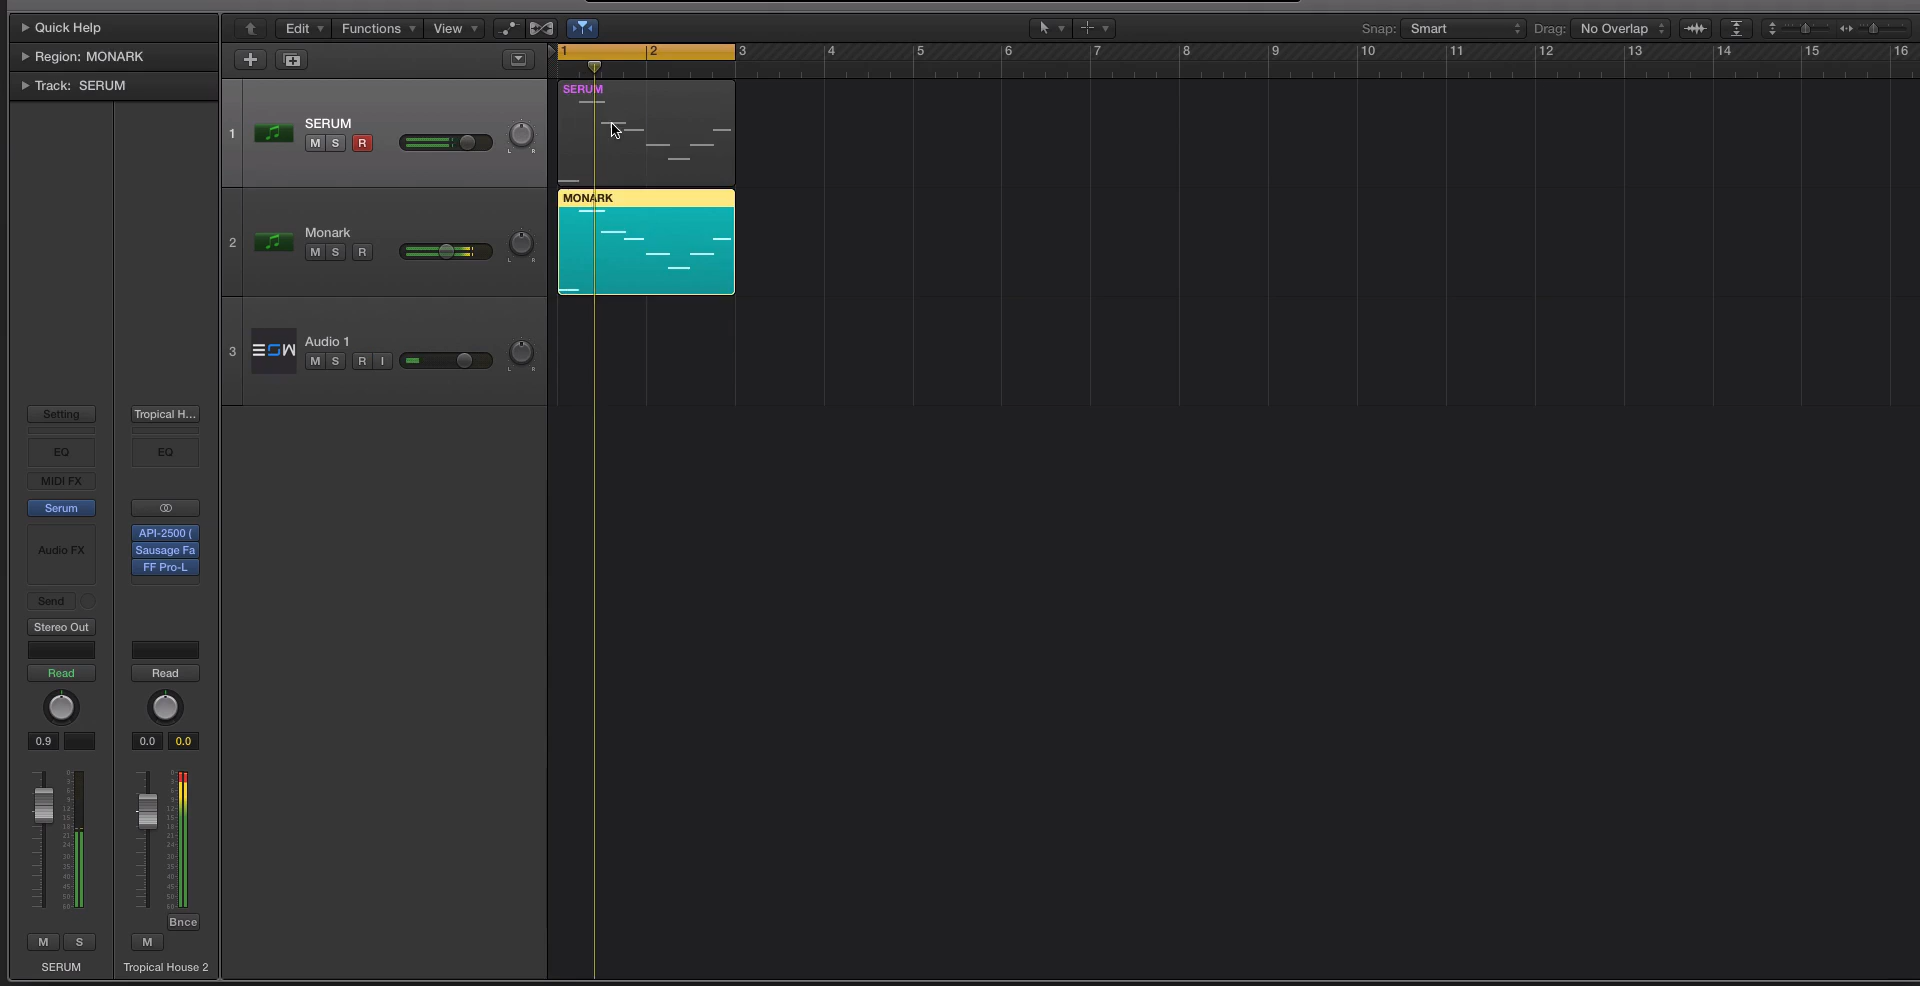 Quick Help
Edit Functions View
Snap: Smart Drag: No Overlap
Region: MONARK
1 2 3 4 5 6 7 8 9 10 11 12 13 14 15 16
Track: SERUM
1 SERUM
M S R
L R
SERUM
2 Monark
M S R
L R
MONARK
3 Audio 1
M S R I
L R
Setting Tropical H...
EQ EQ
MIDI FX
Serum
Audio FX
API-2500 (
Sausage Fa
FF Pro-L
Send
Stereo Out
Read Read
0.9 0.0 0.0
Bnce
M S M
SERUM Tropical House 2